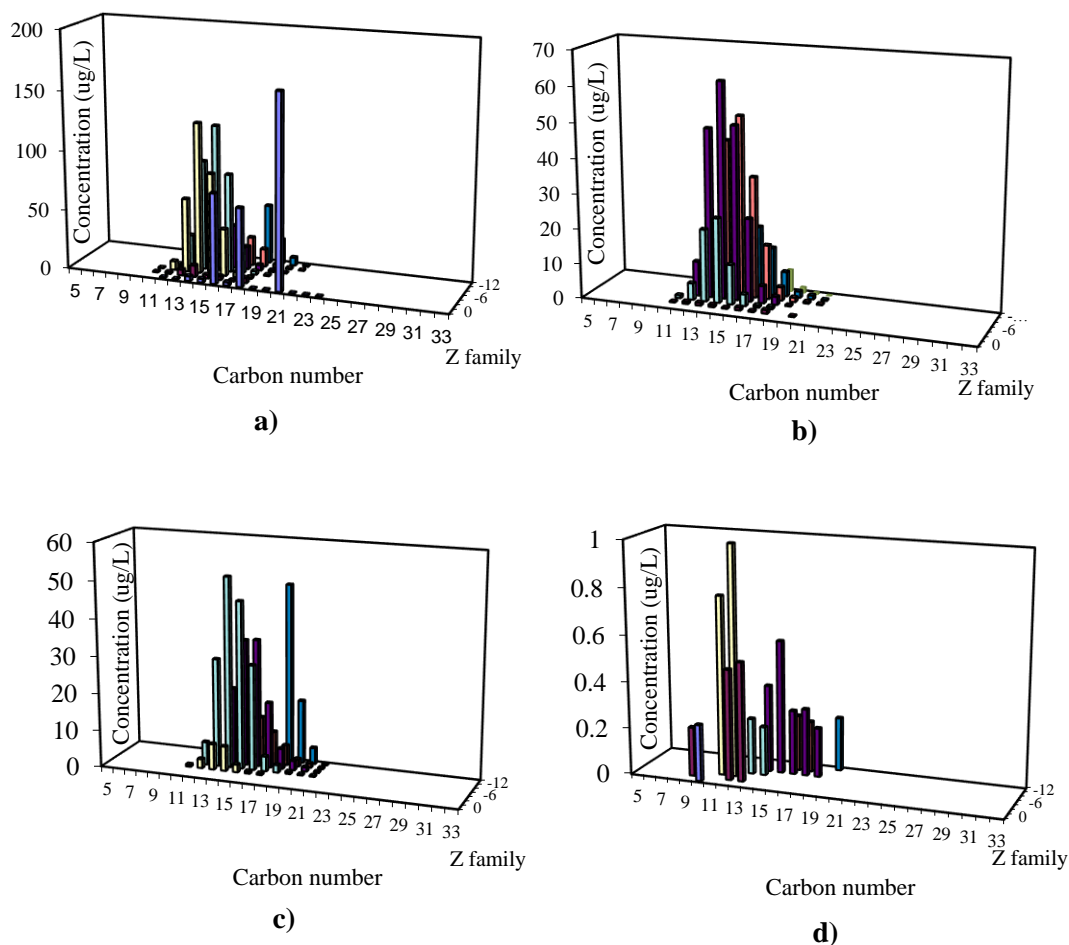 200
150
100
50
0
Concentration (ug/L)
5 7 9 11 13 15 17 19 21 23 25 27 29 31 33
-12
-6
0
Z family
Carbon number
a)
70
60
50
40
30
20
10
0
Concentration (ug/L)
5 7 9 11 13 15 17 19 21 23 25 27 29 31 33
-…
-6
0
Z family
Carbon number
b)
60
50
40
30
20
10
0
Concentration (ug/L)
5 7 9 11 13 15 17 19 21 23 25 27 29 31 33
-12
-6
0
Z family
Carbon number
c)
1
0.8
0.6
0.4
0.2
0
Concentration (ug/L)
5 7 9 11 13 15 17 19 21 23 25 27 29 31 33
-12
-6
0
Z family
Carbon number
d)